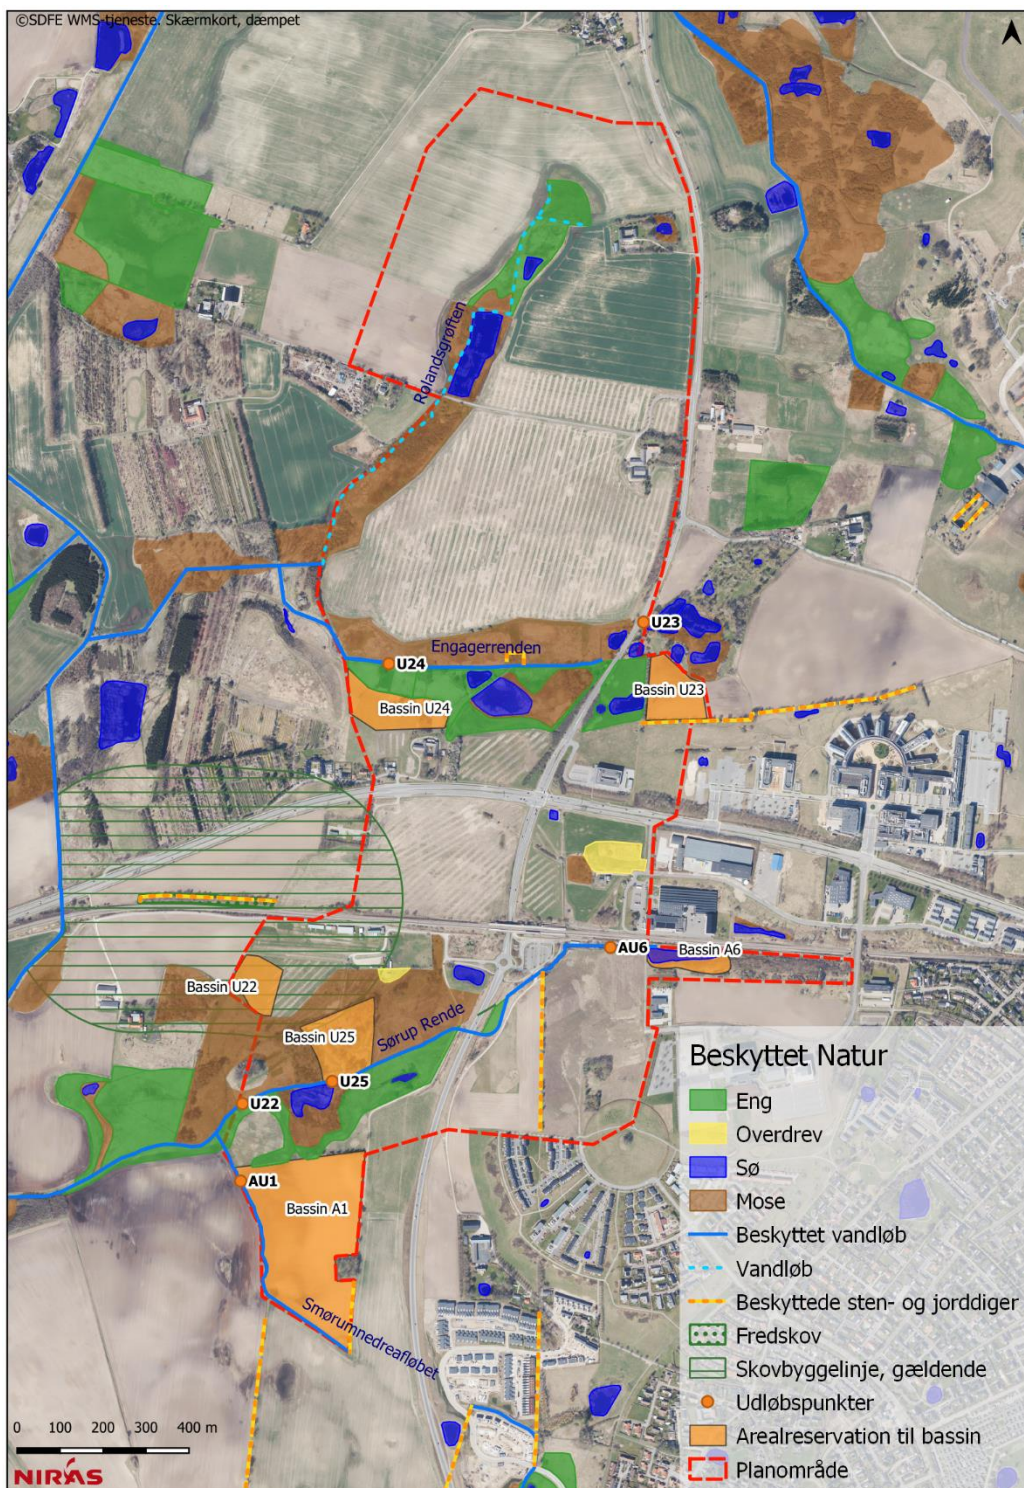 ©SDFE WMS-tjeneste. Skærmkort, dæmpet
Rolandsgrøften
U23
Engagerrenden
U24
Bassin U23
Bassin U24
AU6
Bassin A6
Bassin U22
Bassin U25
Sørup Rende
U25
U22
AU1
Bassin A1
Smørumnedreafløbet
Beskyttet Natur
Eng
Overdrev
Sø
Mose
Beskyttet vandløb
Vandløb
Beskyttede sten- og jorddiger
Fredskov
Skovbyggelinje, gældende
Udløbspunkter
Arealreservation til bassin
Planområde
0 100 200 300 400 m
NIRÁS